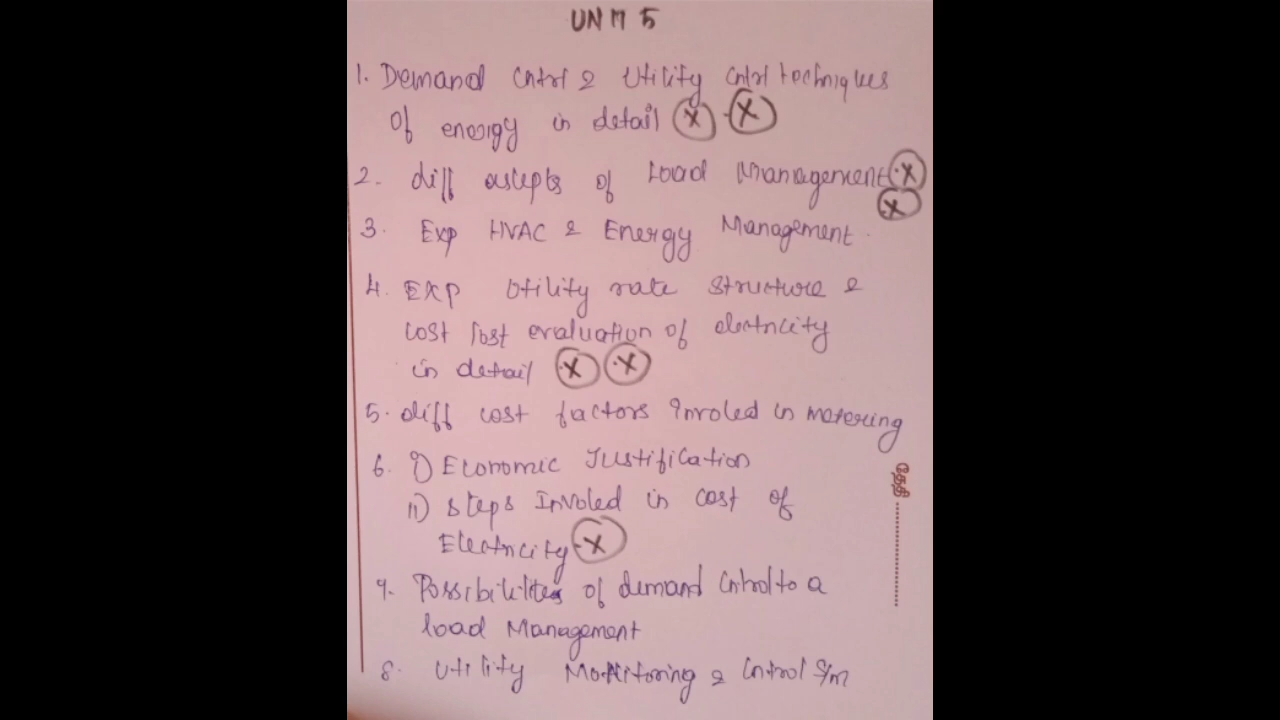 UNIT 5
1. Demand Cntrl & Utility Cntrl techniques
of energy in detail
2. diff astepts of Load Management
3. Exp HVAC & Energy Management.
4. EXP Utility rate structure &
cost lost evaluation of electricity
in detail
5. diff cost factors Involed in metering
6. i) Economic Justification
ii) steps Involed in cost of
Electricity
7. Possibilites of demand Cntrol to a
load Management
8. Utility Monitoring & Control S/m
தேதி